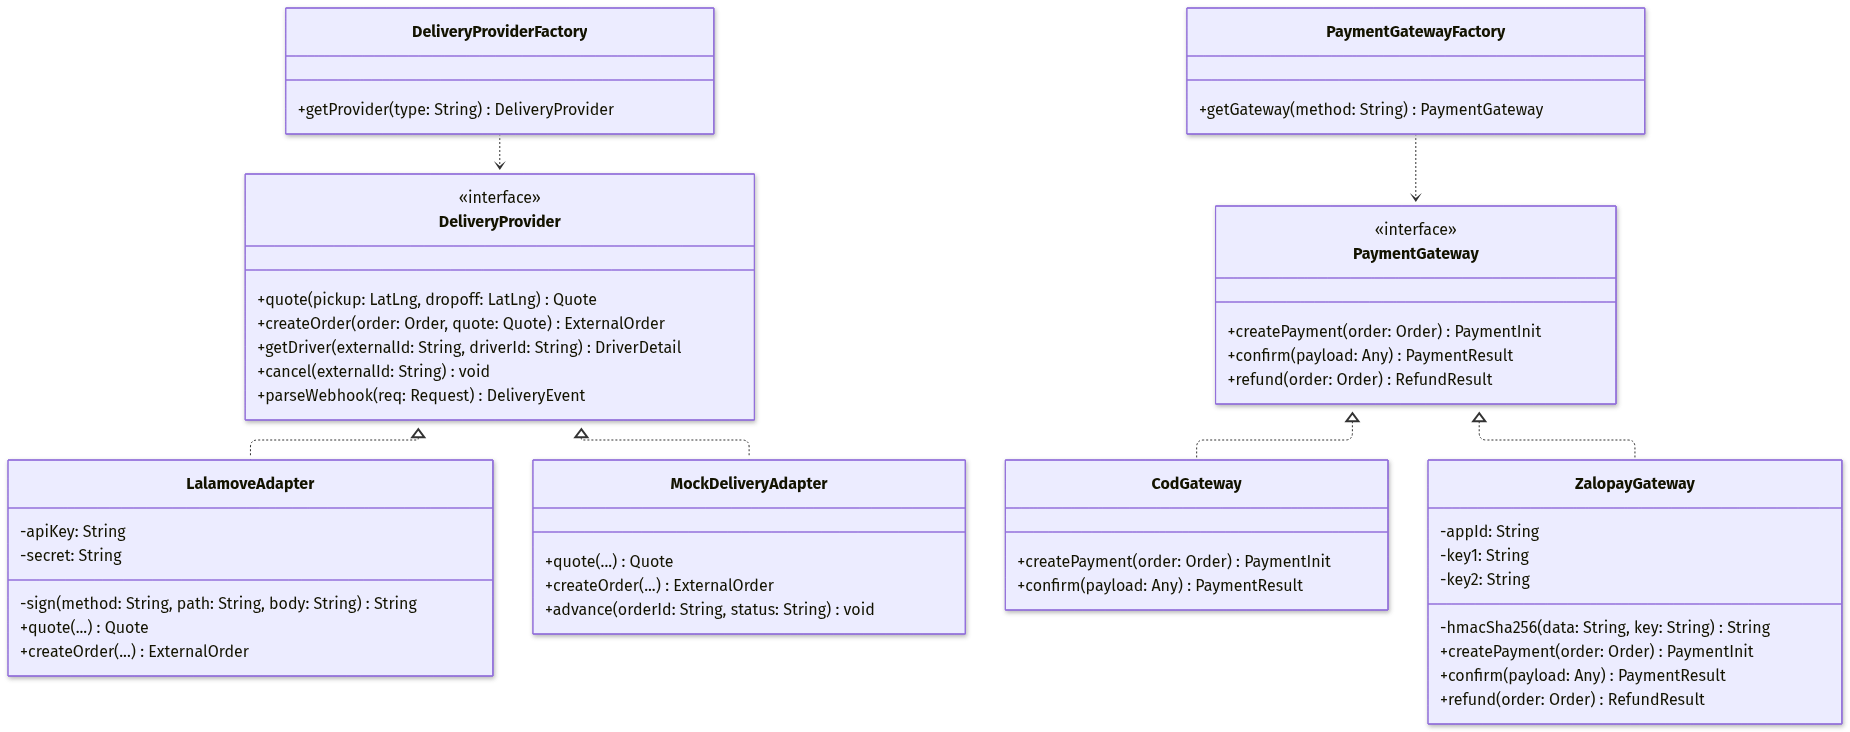 DeliveryProviderFactory
+getProvider(type: String) : DeliveryProvider
PaymentGatewayFactory
+getGateway(method: String) : PaymentGateway
«interface»
DeliveryProvider
+quote(pickup: LatLng, dropoff: LatLng) : Quote
+createOrder(order: Order, quote: Quote) : ExternalOrder
+getDriver(externalId: String, driverId: String) : DriverDetail
+cancel(externalId: String) : void
+parseWebhook(req: Request) : DeliveryEvent
«interface»
PaymentGateway
+createPayment(order: Order) : PaymentInit
+confirm(payload: Any) : PaymentResult
+refund(order: Order) : RefundResult
LalamoveAdapter
-apiKey: String
-secret: String
-sign(method: String, path: String, body: String) : String
+quote(...) : Quote
+createOrder(...) : ExternalOrder
MockDeliveryAdapter
+quote(...) : Quote
+createOrder(...) : ExternalOrder
+advance(orderId: String, status: String) : void
CodGateway
+createPayment(order: Order) : PaymentInit
+confirm(payload: Any) : PaymentResult
ZalopayGateway
-appId: String
-key1: String
-key2: String
-hmacSha256(data: String, key: String) : String
+createPayment(order: Order) : PaymentInit
+confirm(payload: Any) : PaymentResult
+refund(order: Order) : RefundResult